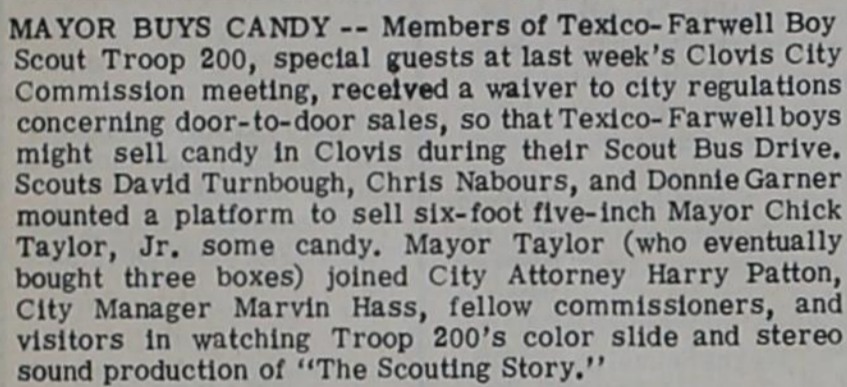 MAYOR BUYS CANDY -- Members of Texico-Farwell Boy
Scout Troop 200, special guests at last week's Clovis City
Commission meeting, received a waiver to city regulations
concerning door-to-door sales, so that Texico-Farwell boys
might sell candy in Clovis during their Scout Bus Drive.
Scouts David Turnbough, Chris Nabours, and Donnie Garner
mounted a platform to sell six-foot five-inch Mayor Chick
Taylor, Jr. some candy. Mayor Taylor (who eventually
bought three boxes) joined City Attorney Harry Patton,
City Manager Marvin Hass, fellow commissioners, and
visitors in watching Troop 200's color slide and stereo
sound production of "The Scouting Story."